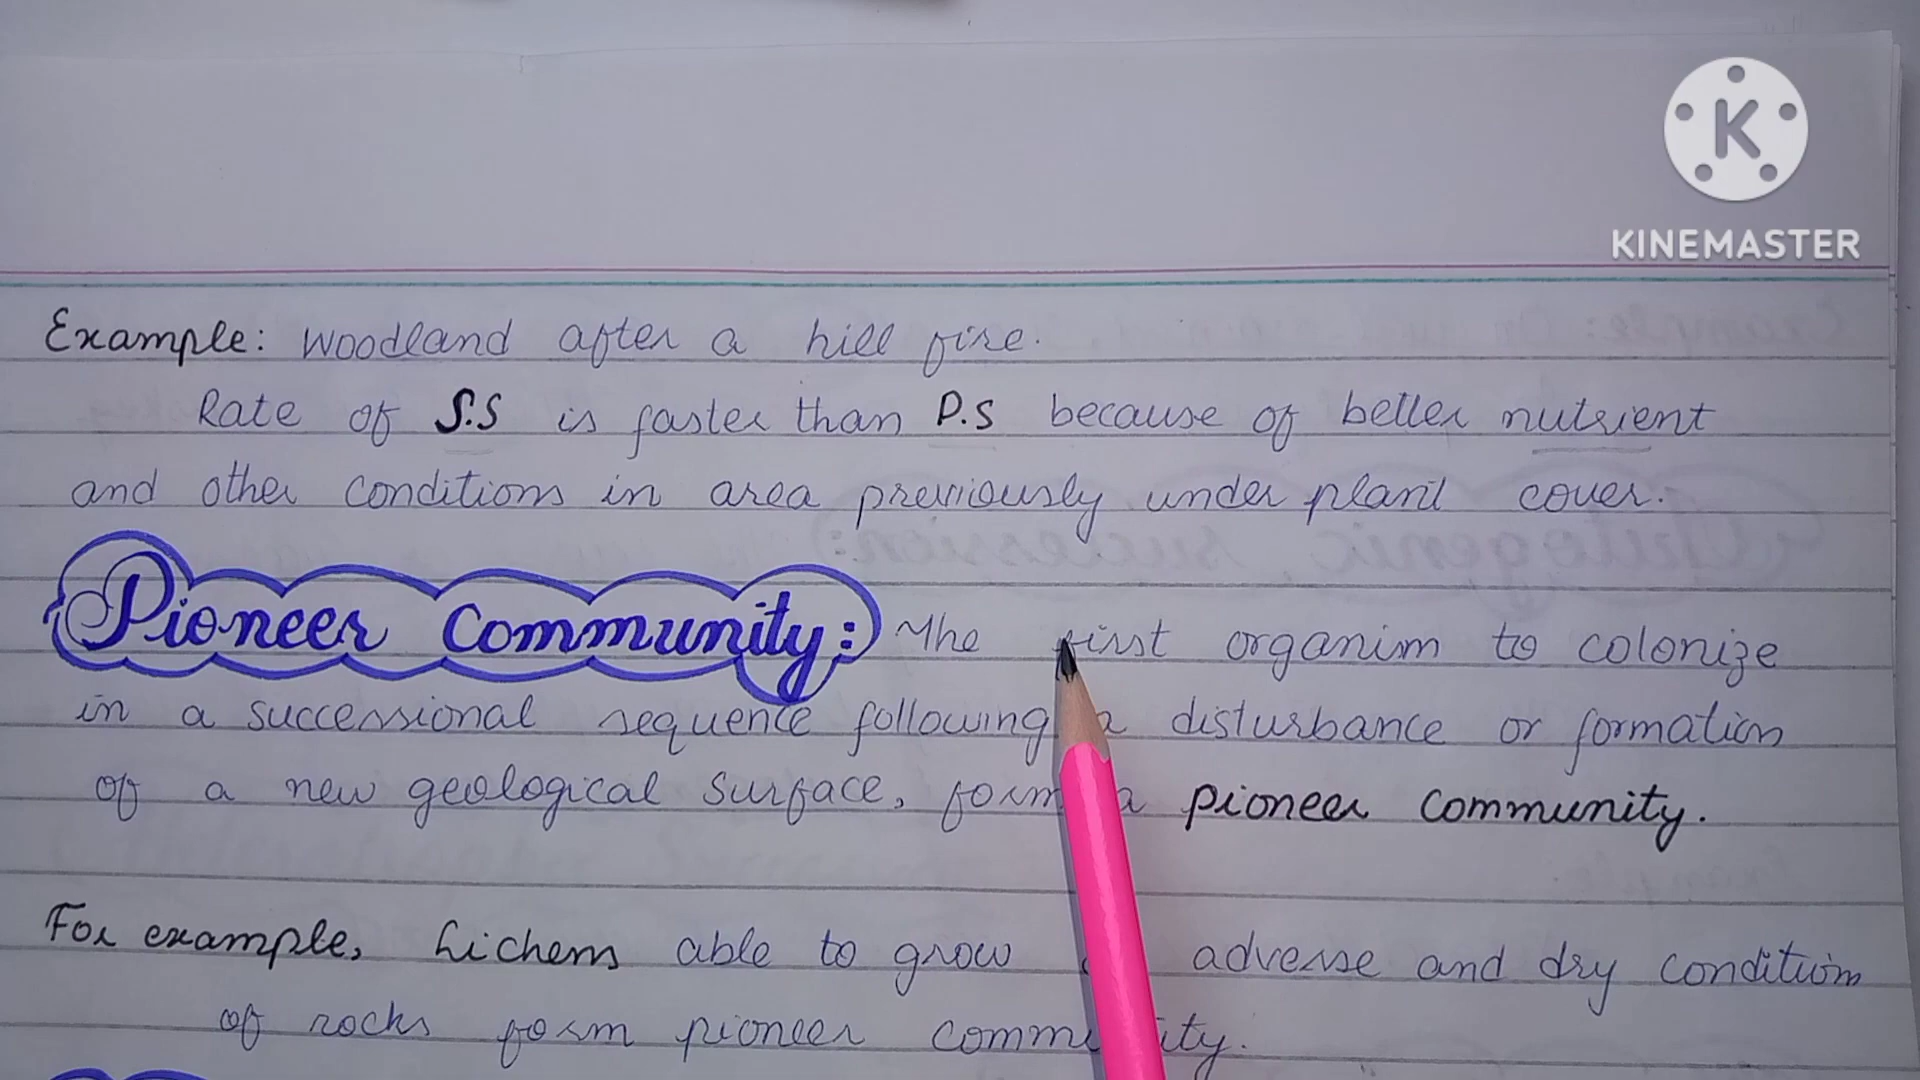 KINEMASTER
Example: Woodland after a hill fire.
Rate of S.S is faster than P.S because of better nutrient
and other conditions in area previously under plant cover.
Pioneer Community: The first organim to colonize
in a successional sequence following a disturbance or formation
of a new geological surface, form a pioneer community.
For example, Lichens able to grow adverse and dry condition
of rocks form pioneer community.